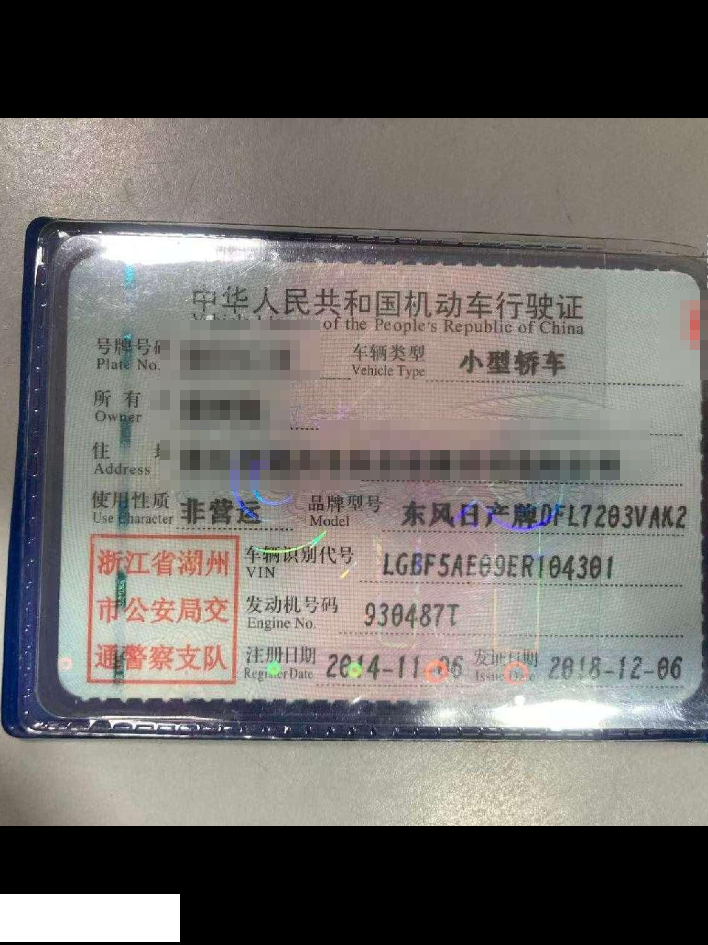 中华人民共和国机动车行驶证
of the People's Republic of China
号牌号 车辆类型 小型轿车
Plate No. Vehicle Type
所有
Owner
住
Address
使用性质 非营运 品牌型号 东风日产牌DFL7203VAK2
Use Character Model
浙江省湖州 车辆识别代号 LGBF5AE09ER104301
VIN
市公安局交 发动机号码 930487T
Engine No.
通警察支队 注册日期 2014-11-06 发证日期 2018-12-06
Register Date Issue Date